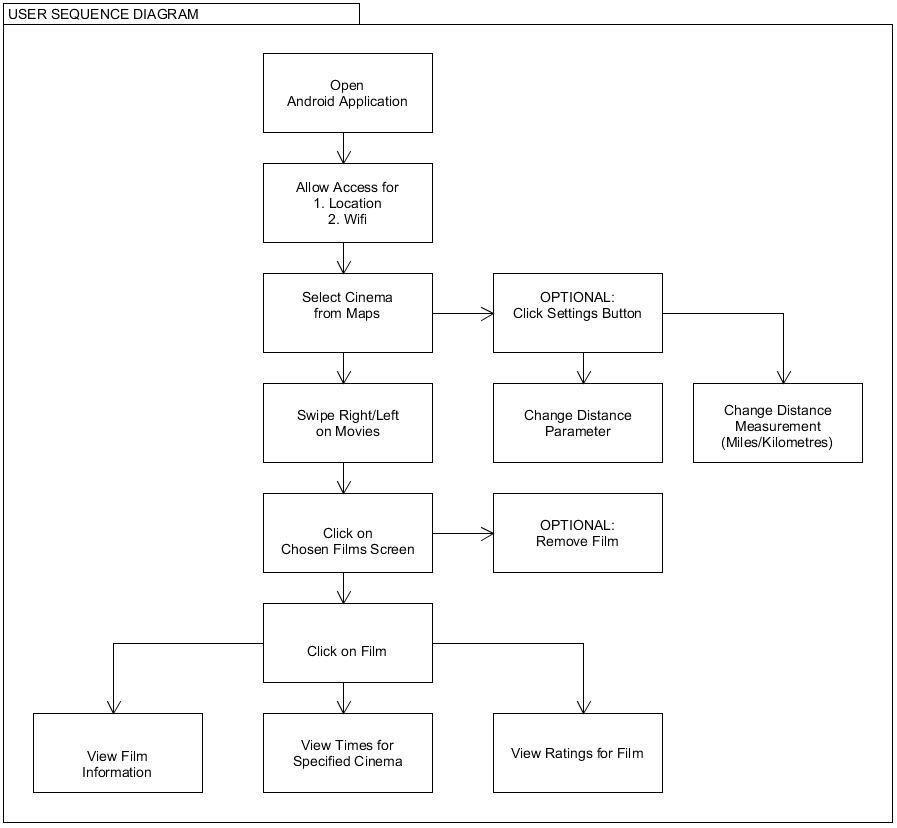 USER SEQUENCE DIAGRAM
Open
Android Application
Allow Access for
1. Location
2. Wifi
Select Cinema
from Maps
OPTIONAL:
Click Settings Button
Swipe Right/Left
on Movies
Change Distance
Parameter
Change Distance
Measurement
(Miles/Kilometres)
Click on
Chosen Films Screen
OPTIONAL:
Remove Film
Click on Film
View Film
Information
View Times for
Specified Cinema
View Ratings for Film